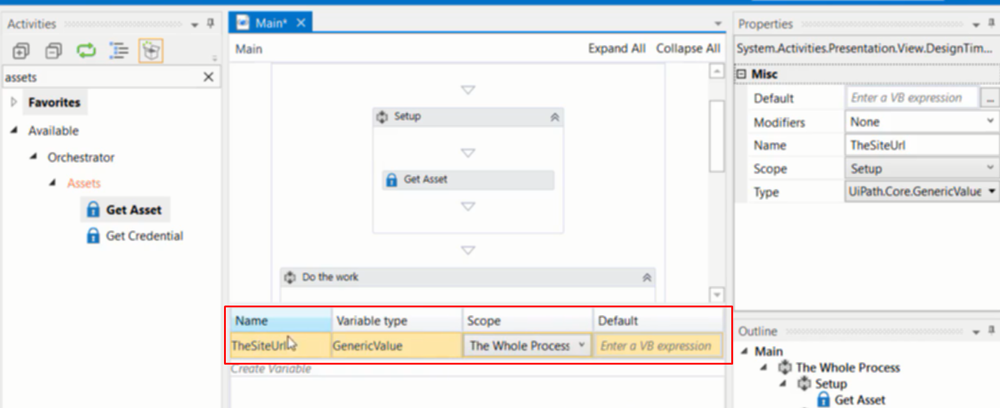 Activities
assets
Favorites
Available
Orchestrator
Assets
Get Asset
Get Credential
Main*
Main
Expand All
Collapse All
Setup
Get Asset
Do the work
Name
Variable type
Scope
Default
TheSiteUrl
GenericValue
The Whole Process
Enter a VB expression
Create Variable
Properties
System.Activities.Presentation.View.DesignTim...
Misc
Default
Enter a VB expression
...
Modifiers
None
Name
TheSiteUrl
Scope
Setup
Type
UiPath.Core.GenericValue
Outline
Main
The Whole Process
Setup
Get Asset